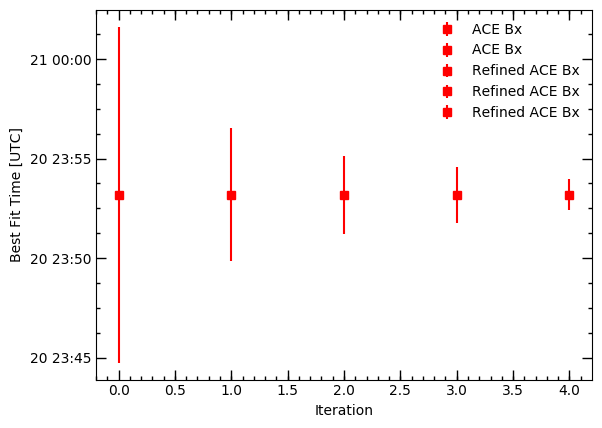 ACE Bx
ACE Bx
Refined ACE Bx
Refined ACE Bx
Refined ACE Bx
Best Fit Time [UTC]
21 00:00
20 23:55
20 23:50
20 23:45
0.0 0.5 1.0 1.5 2.0 2.5 3.0 3.5 4.0
Iteration